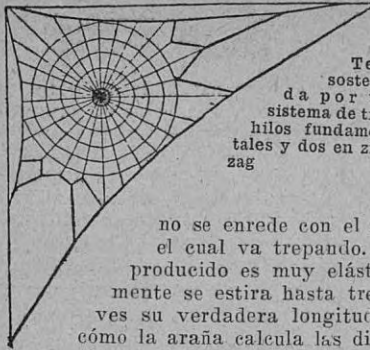 Te
soste
da por
sistema de t
hilos fundame
tales y dos en z
zag
no se enrede con el
el cual va trepando.
producido es muy elást
mente se estira hasta tre
ves su verdadera longitu
cómo la araña calcula las di